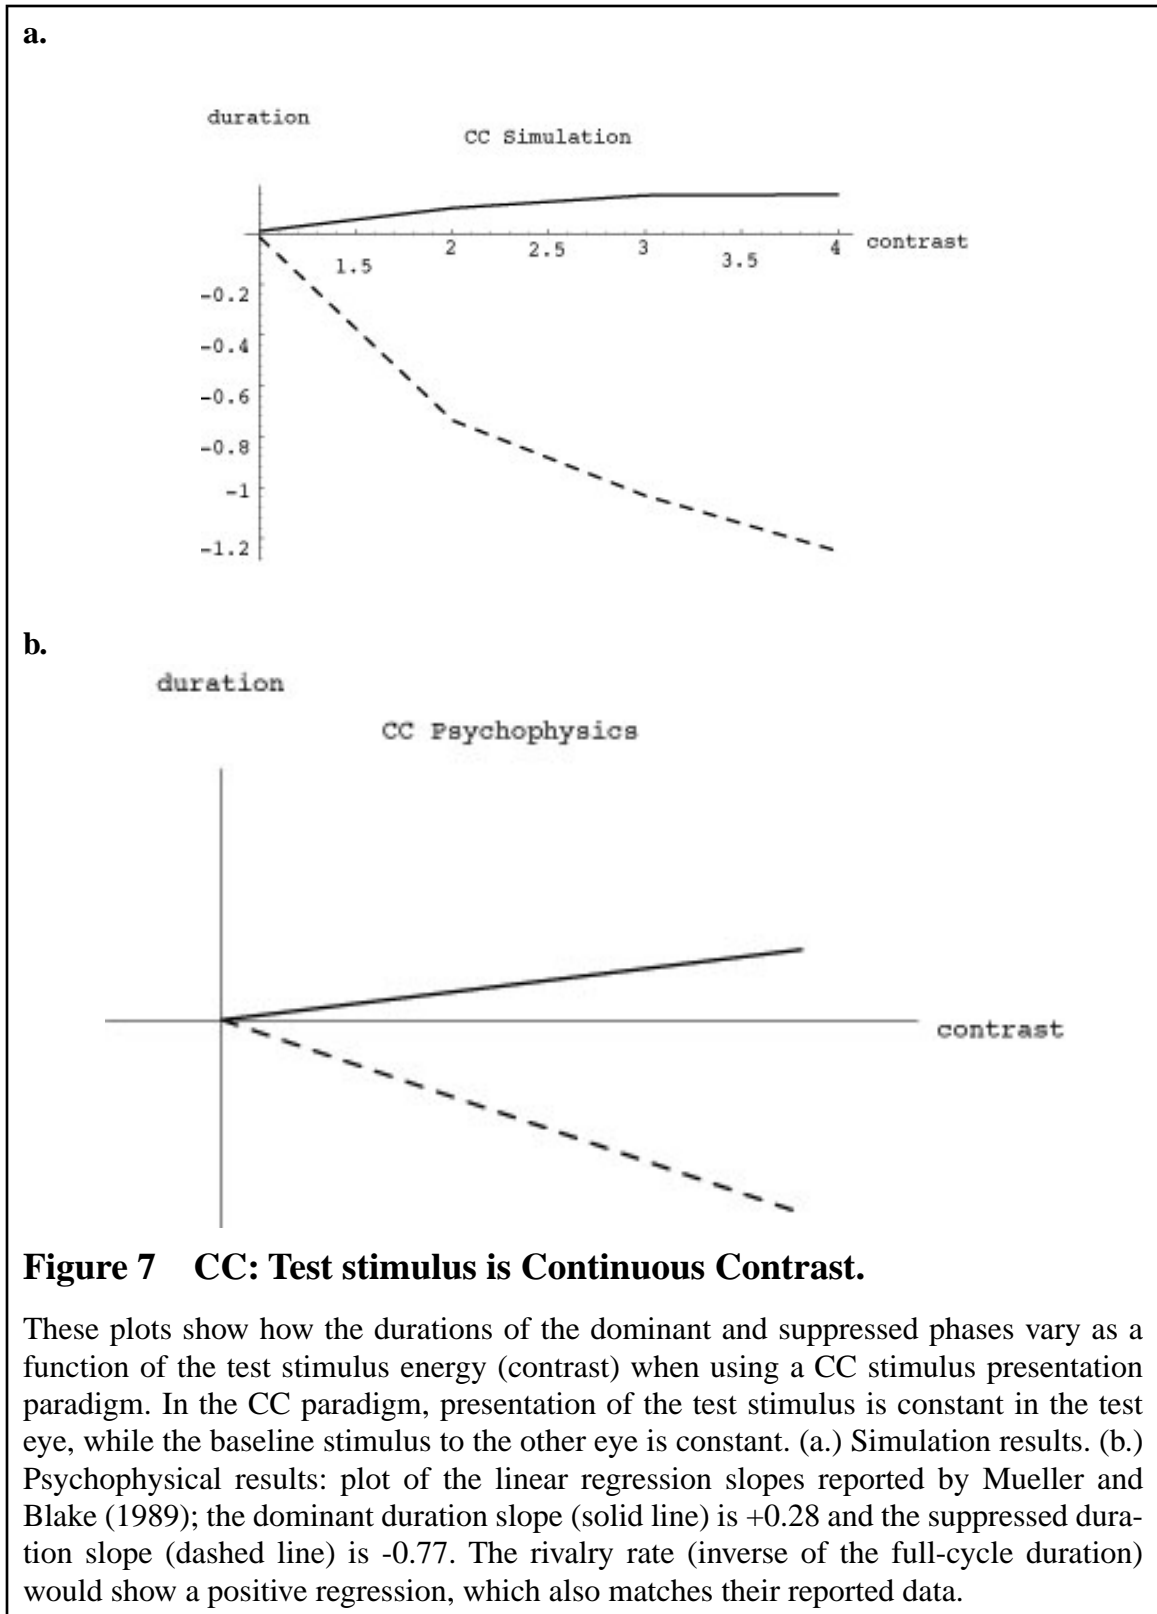 a.
duration
CC Simulation
contrast
1.5
2
2.5
3
3.5
4
-0.2
-0.4
-0.6
-0.8
-1
-1.2
b.
duration
CC Psychophysics
contrast
Figure 7 CC: Test stimulus is Continuous Contrast.
These plots show how the durations of the dominant and suppressed phases vary as a
function of the test stimulus energy (contrast) when using a CC stimulus presentation
paradigm. In the CC paradigm, presentation of the test stimulus is constant in the test
eye, while the baseline stimulus to the other eye is constant. (a.) Simulation results. (b.)
Psychophysical results: plot of the linear regression slopes reported by Mueller and
Blake (1989); the dominant duration slope (solid line) is +0.28 and the suppressed dura-
tion slope (dashed line) is -0.77. The rivalry rate (inverse of the full-cycle duration)
would show a positive regression, which also matches their reported data.